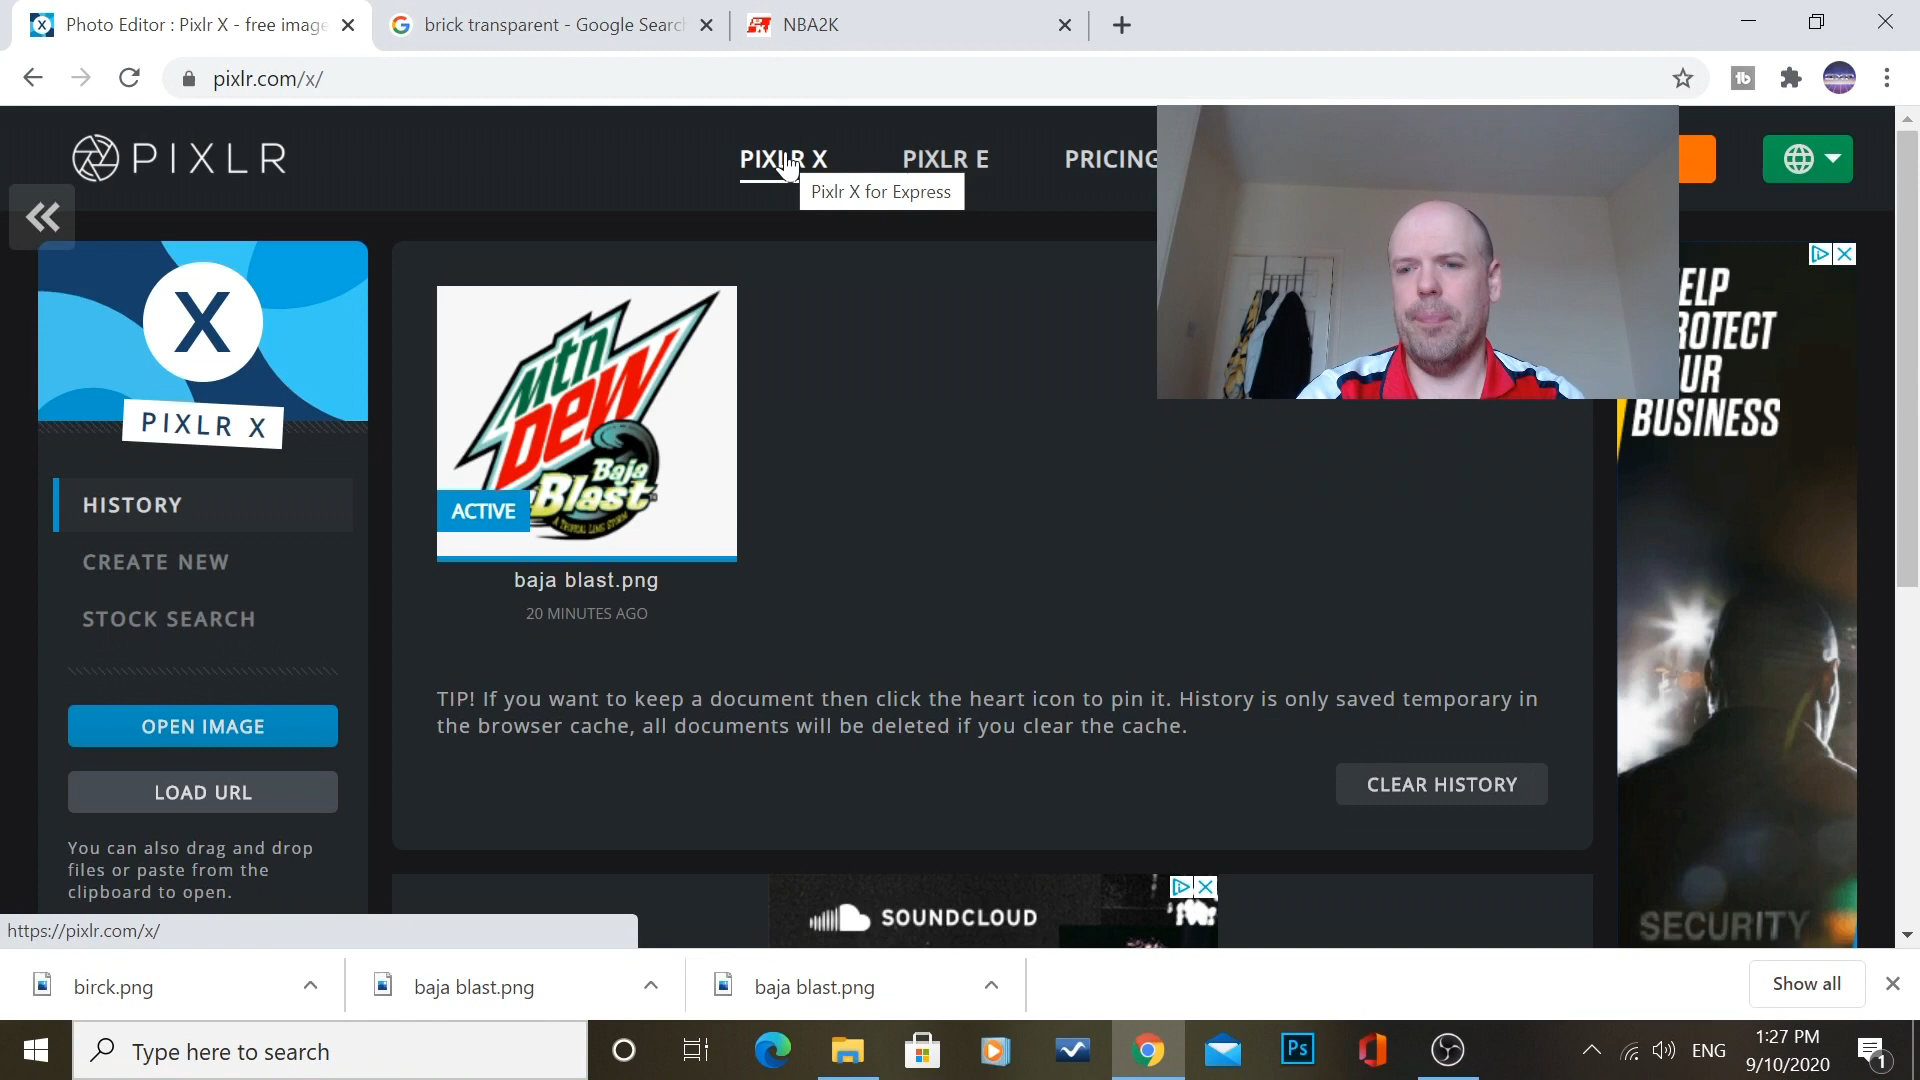 Photo Editor : Pixlr X - free image
brick transparent - Google Search
NBA2K
pixlr.com/x/
PIXLR
PIXLR X
PIXLR E
PRICING
Pixlr X for Express
X
PIXLR X
HISTORY
CREATE NEW
STOCK SEARCH
OPEN IMAGE
LOAD URL
You can also drag and drop
files or paste from the
clipboard to open.
Mtn
DEW
Baja
Blast
ACTIVE
baja blast.png
20 MINUTES AGO
TIP! If you want to keep a document then click the heart icon to pin it. History is only saved temporary in
the browser cache, all documents will be deleted if you clear the cache.
CLEAR HISTORY
ELP
ROTECT
UR
BUSINESS
SECURITY
SOUNDCLOUD
https://pixlr.com/x/
birck.png
baja blast.png
baja blast.png
Show all
Type here to search
Ps
ENG
1:27 PM
9/10/2020
1